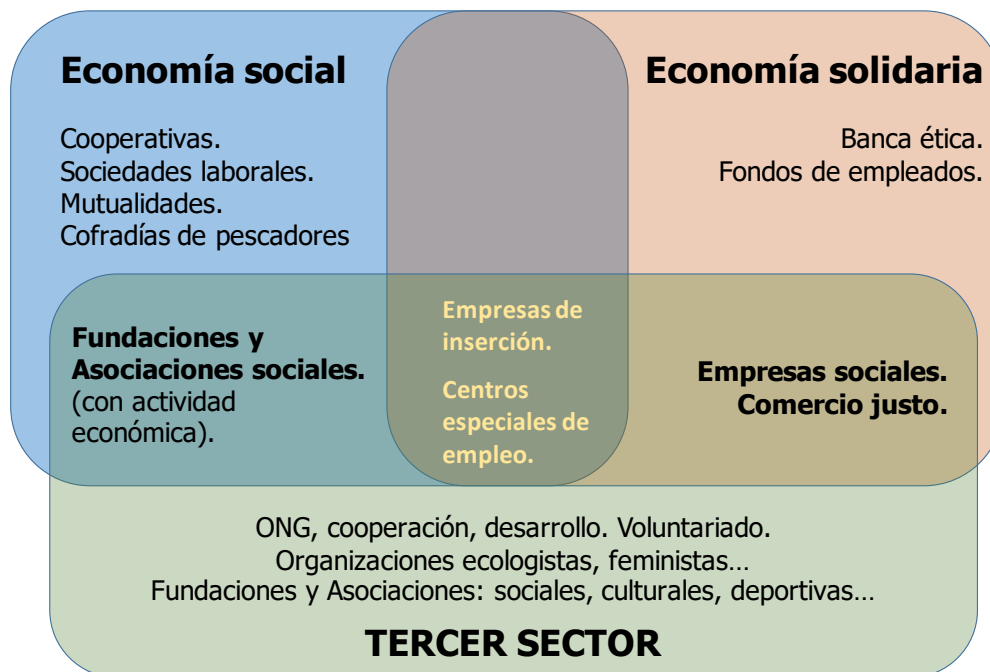 Economía social
Cooperativas.
Sociedades laborales.
Mutualidades.
Cofradías de pescadores
Economía solidaria
Banca ética.
Fondos de empleados.
Fundaciones y
Asociaciones sociales.
(con actividad
económica).
Empresas de
inserción.
Centros
especiales de
empleo.
Empresas sociales.
Comercio justo.
ONG, cooperación, desarrollo. Voluntariado.
Organizaciones ecologistas, feministas…
Fundaciones y Asociaciones: sociales, culturales, deportivas…
TERCER SECTOR